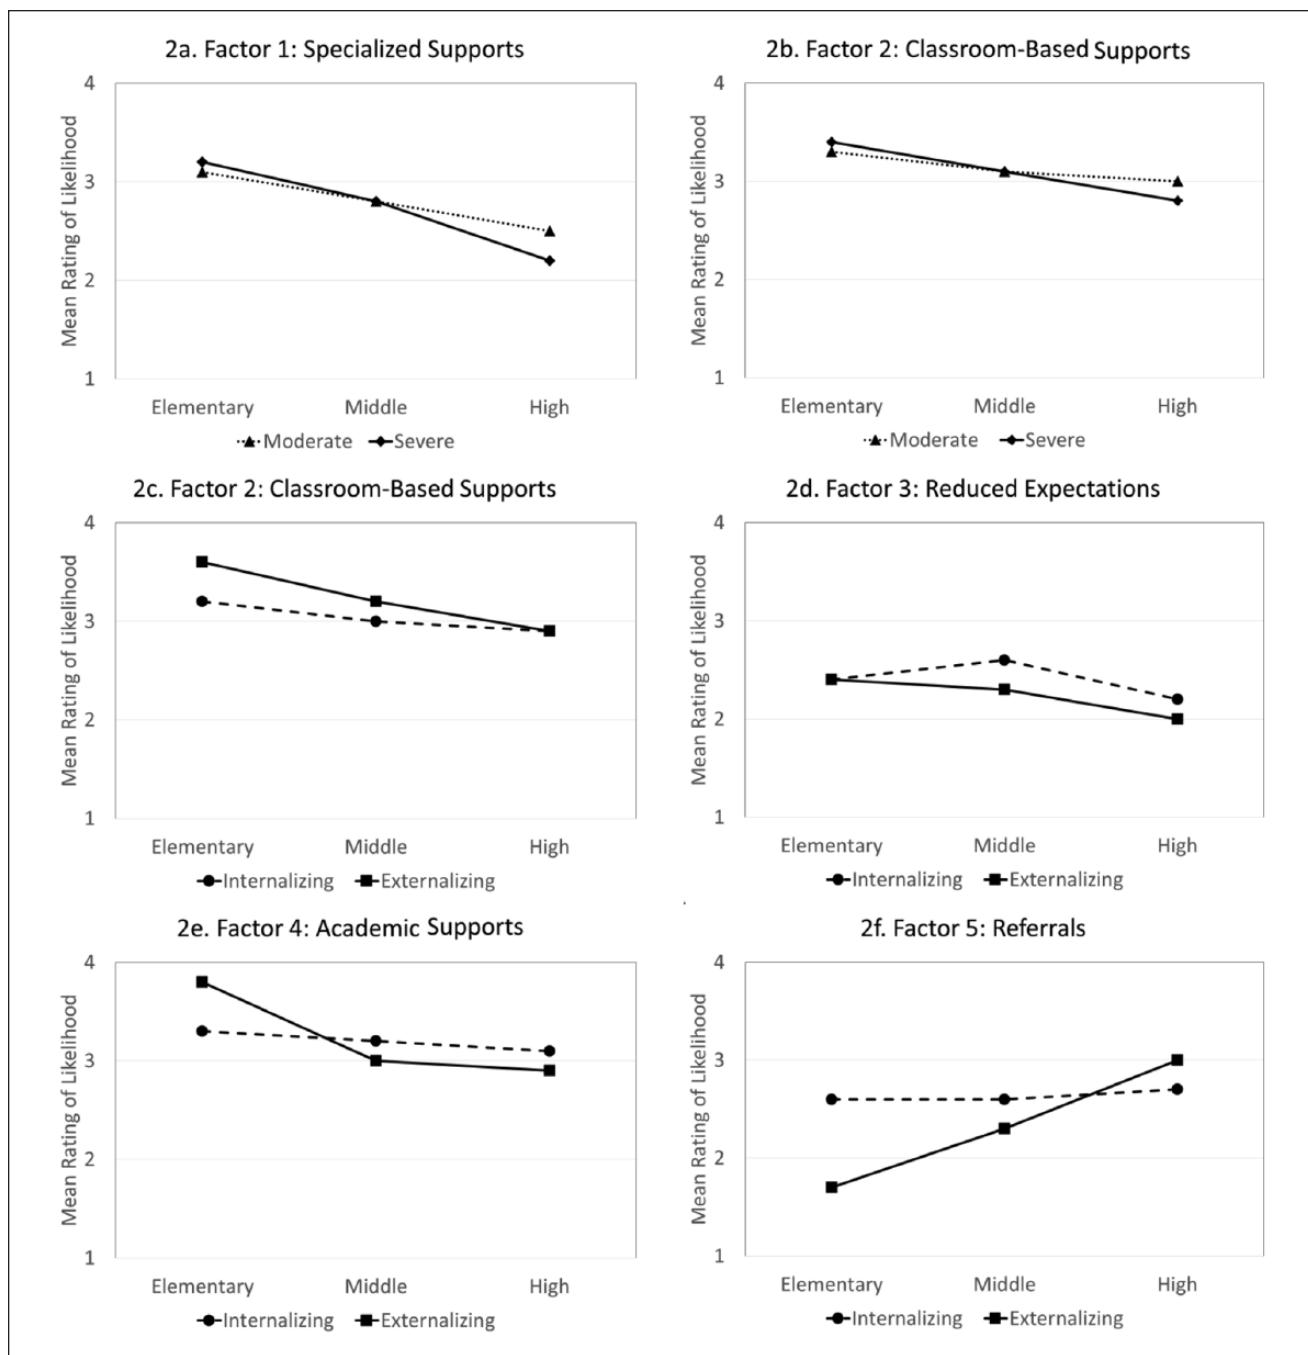 2a. Factor 1: Specialized Supports
4
3
2
1
Mean Rating of Likelihood
Elementary Middle High
Moderate Severe
2b. Factor 2: Classroom-Based Supports
4
3
2
1
Mean Rating of Likelihood
Elementary Middle High
Moderate Severe
2c. Factor 2: Classroom-Based Supports
4
3
2
1
Mean Rating of Likelihood
Elementary Middle High
Internalizing Externalizing
2d. Factor 3: Reduced Expectations
4
3
2
1
Mean Rating of Likelihood
Elementary Middle High
Internalizing Externalizing
2e. Factor 4: Academic Supports
4
3
2
1
Mean Rating of Likelihood
Elementary Middle High
Internalizing Externalizing
2f. Factor 5: Referrals
4
3
2
1
Mean Rating of Likelihood
Elementary Middle High
Internalizing Externalizing